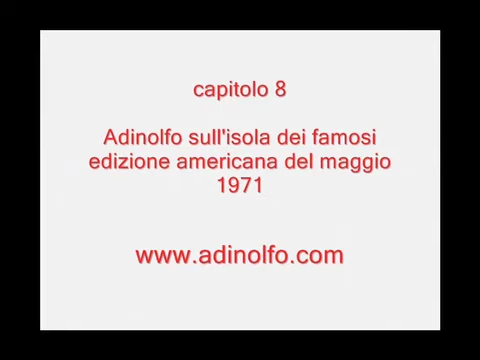 capitolo 8
Adinolfo sull'isola dei famosi
edizione americana del maggio
1971
www.adinolfo.com